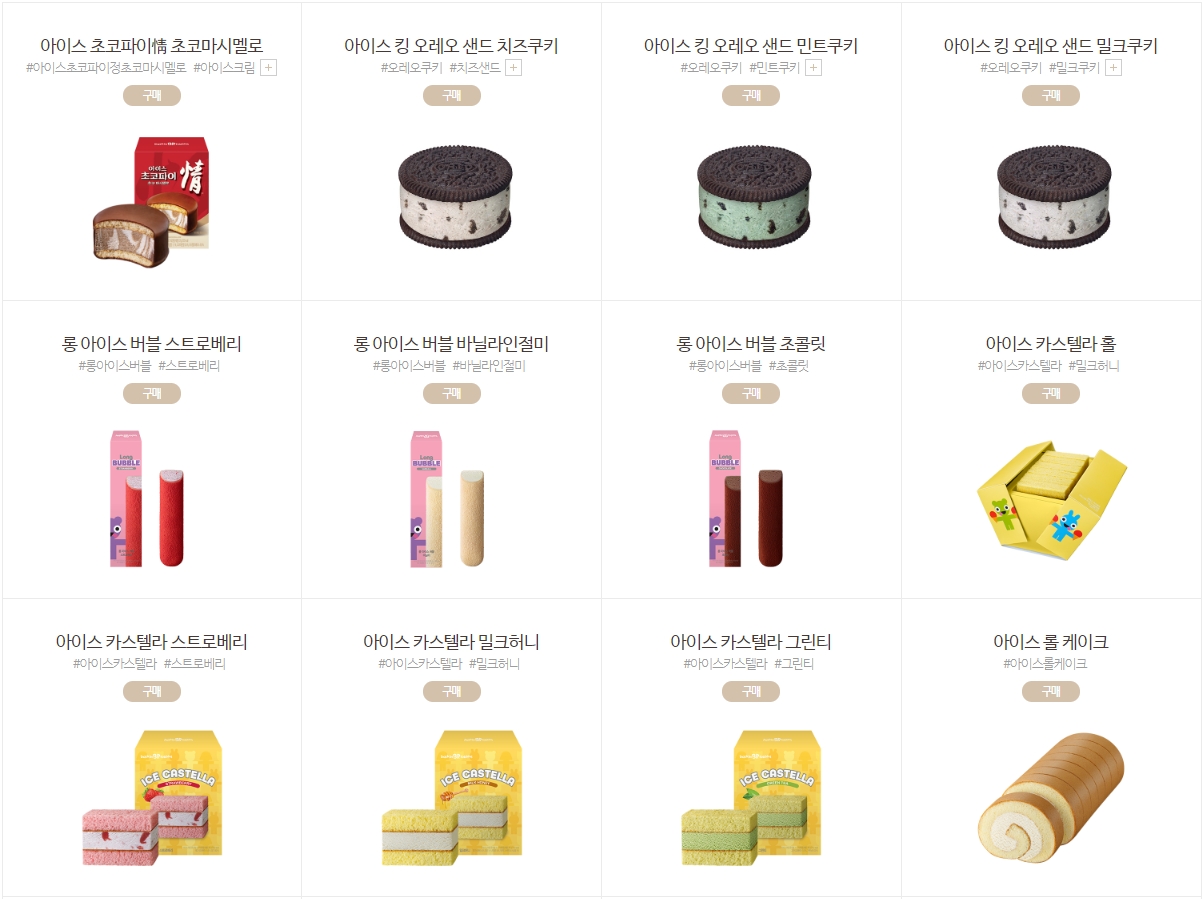 아이스 초코파이情 초코마시멜로
#아이스초코파이정초코마시멜로 #아이스크림 +
구매
아이스
초코파이 情
아이스 킹 오레오 샌드 치즈쿠키
#오레오쿠키 #치즈샌드 +
구매
아이스 킹 오레오 샌드 민트쿠키
#오레오쿠키 #민트쿠키 +
구매
아이스 킹 오레오 샌드 밀크쿠키
#오레오쿠키 #밀크쿠키 +
구매
롱 아이스 버블 스트로베리
#롱아이스버블 #스트로베리
구매
Long
BUBBLE
롱 아이스 버블 바닐라인절미
#롱아이스버블 #바닐라인절미
구매
Long
BUBBLE
롱 아이스 버블 초콜릿
#롱아이스버블 #초콜릿
구매
Long
BUBBLE
아이스 카스텔라 홀
#아이스카스텔라 #밀크허니
구매
아이스 카스텔라 스트로베리
#아이스카스텔라 #스트로베리
구매
ICE CASTELLA
아이스 카스텔라 밀크허니
#아이스카스텔라 #밀크허니
구매
ICE CASTELLA
아이스 카스텔라 그린티
#아이스카스텔라 #그린티
구매
ICE CASTELLA
아이스 롤 케이크
#아이스롤케이크
구매